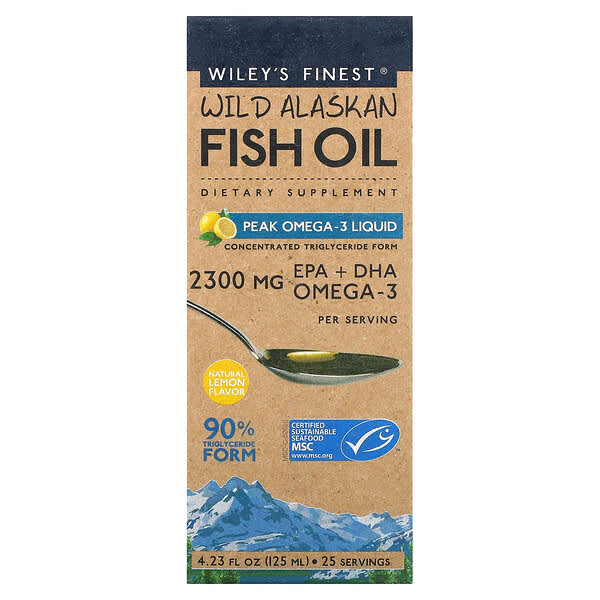 WILEY'S FINEST®
WILD ALASKAN
FISH OIL
DIETARY SUPPLEMENT
PEAK OMEGA-3 LIQUID
CONCENTRATED TRIGLYCERIDE FORM
2300 MG EPA + DHA
OMEGA-3
PER SERVING
NATURAL
LEMON
FLAVOR
90%
TRIGLYCERIDE
FORM
CERTIFIED
SUSTAINABLE
SEAFOOD
MSC
www.msc.org
4.23 FL OZ (125 ML) • 25 SERVINGS